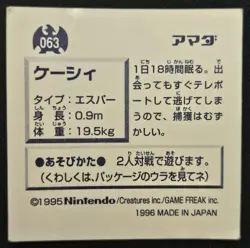 063
アマダ
ケーシィ
タイプ：エスパー
身長：0.9m
体重：19.5kg
1日18時間眠る。出
会ってもすぐテレポ
ートして逃げてしま
うので、捕獲はむず
かしい。
●あそびかた● 2人対戦で遊びます。
(くわしくは、パッケージのウラを見てネ)
©1995 Nintendo/Creatures inc./GAME FREAK inc.
1996 MADE IN JAPAN